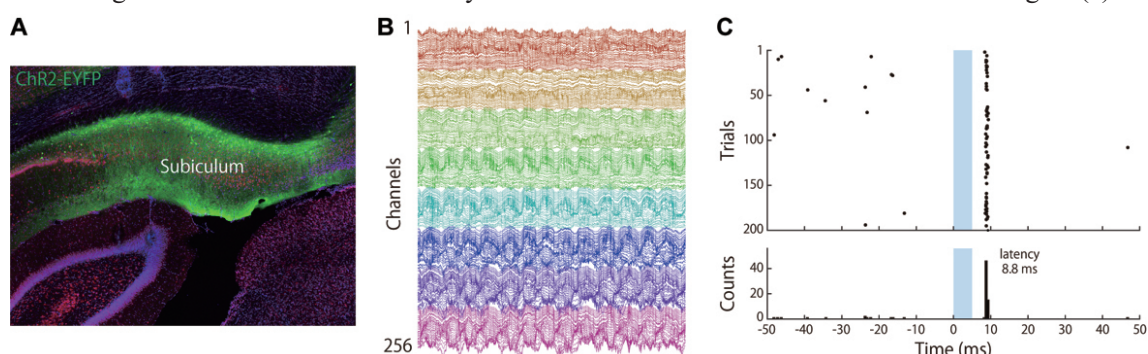 A
B
C
ChR2-EYFP
Subiculum
1
Channels
256
Trials
1
50
100
150
200
Counts
40
20
0
latency
8.8 ms
-50 -40 -30 -20 -10 0 10 20 30 40 50
Time (ms)